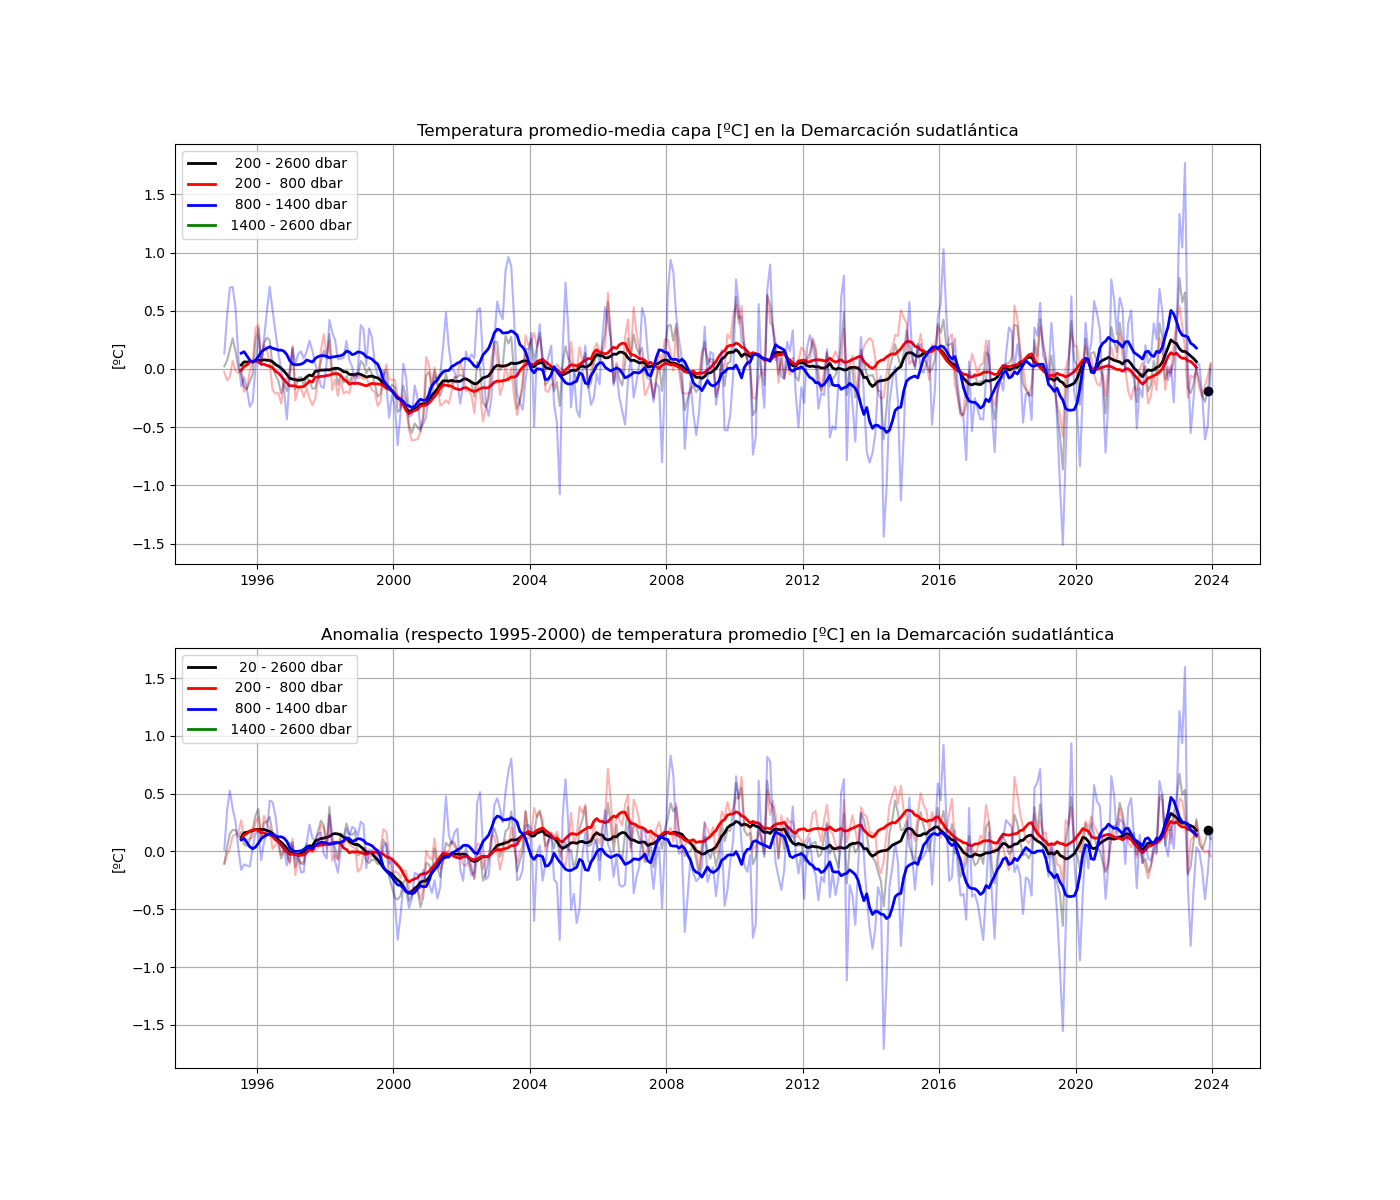 Temperatura promedio-media capa [ºC] en la Demarcación sudatlántica
200 - 2600 dbar
200 -  800 dbar
800 - 1400 dbar
1400 - 2600 dbar
[ºC]
1.5
1.0
0.5
0.0
−0.5
−1.0
−1.5
1996 2000 2004 2008 2012 2016 2020 2024
Anomalia (respecto 1995-2000) de temperatura promedio [ºC] en la Demarcación sudatlántica
20 - 2600 dbar
200 -  800 dbar
800 - 1400 dbar
1400 - 2600 dbar
[ºC]
1.5
1.0
0.5
0.0
−0.5
−1.0
−1.5
1996 2000 2004 2008 2012 2016 2020 2024